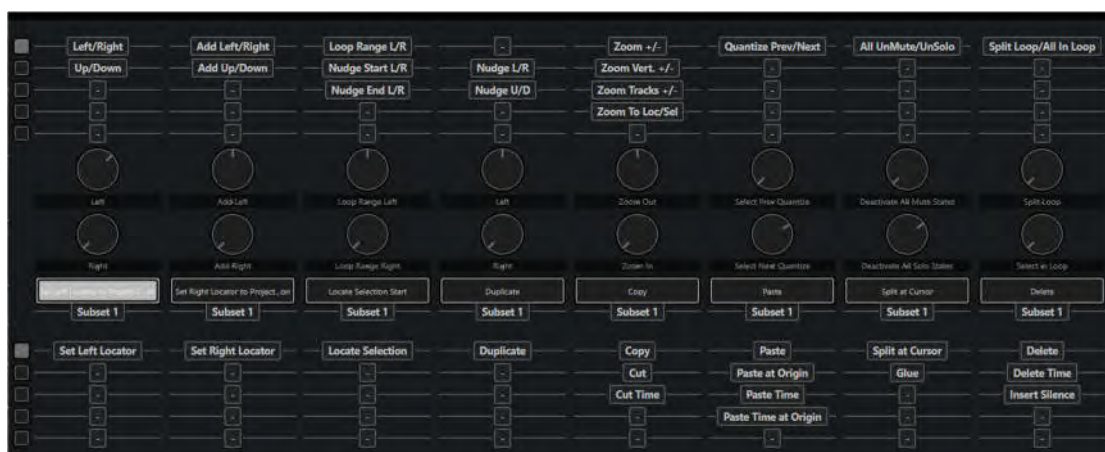 Left/Right Add Left/Right Loop Range L/R - Zoom +/- Quantize Prev/Next All UnMute/UnSolo Split Loop/All In Loop
Up/Down Add Up/Down Nudge Start L/R Nudge L/R Zoom Vert. +/- - - -
- - Nudge End L/R Nudge U/D Zoom Tracks +/- - - -
- - - - Zoom To Loc/Sel - - -
- - - - - - - -
Left Add Left Loop Range Left Left Zoom Out Select Prev Quantize Deactivate All Mute States Split Loop
Right Add Right Loop Range Right Right Zoom In Select Next Quantize Deactivate All Solo States Select in Loop
Set Right Locator to Project...on Locate Selection Start Duplicate Copy Paste Split at Cursor Delete
Subset 1 Subset 1 Subset 1 Subset 1 Subset 1 Subset 1 Subset 1 Subset 1
Set Left Locator Set Right Locator Locate Selection Duplicate Copy Paste Split at Cursor Delete
- - - - Cut Paste at Origin Glue Delete Time
- - - - Cut Time Paste Time - Insert Silence
- - - - - Paste Time at Origin - -
- - - - - - - -